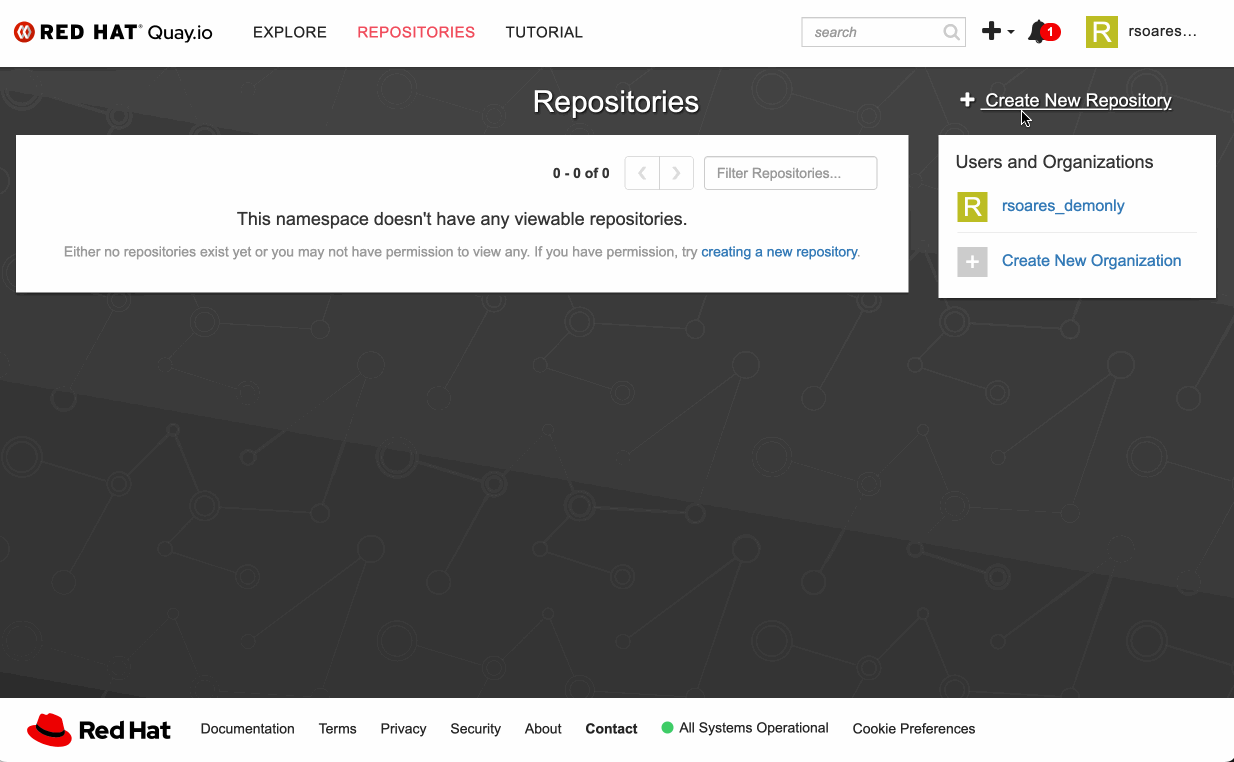 RED HAT® Quay.io EXPLORE REPOSITORIES TUTORIAL search 1 R rsoares...
Repositories
Create New Repository
0 - 0 of 0 Filter Repositories...
This namespace doesn't have any viewable repositories.
Either no repositories exist yet or you may not have permission to view any. If you have permission, try creating a new repository.
Users and Organizations
R rsoares_demonly
Create New Organization
Red Hat Documentation Terms Privacy Security About Contact All Systems Operational Cookie Preferences